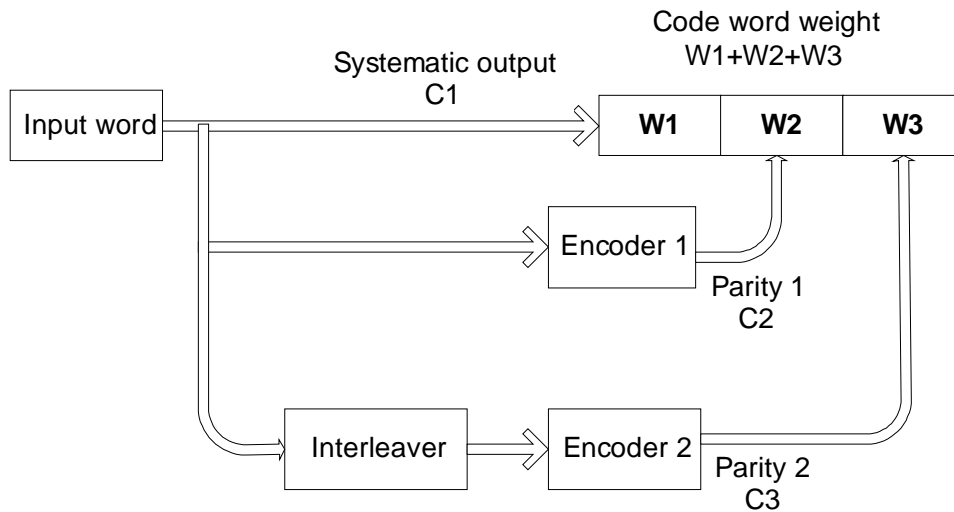 Code word weight
W1+W2+W3
Systematic output
C1
Input word
W1
W2
W3
Encoder 1
Parity 1
C2
Interleaver
Encoder 2
Parity 2
C3